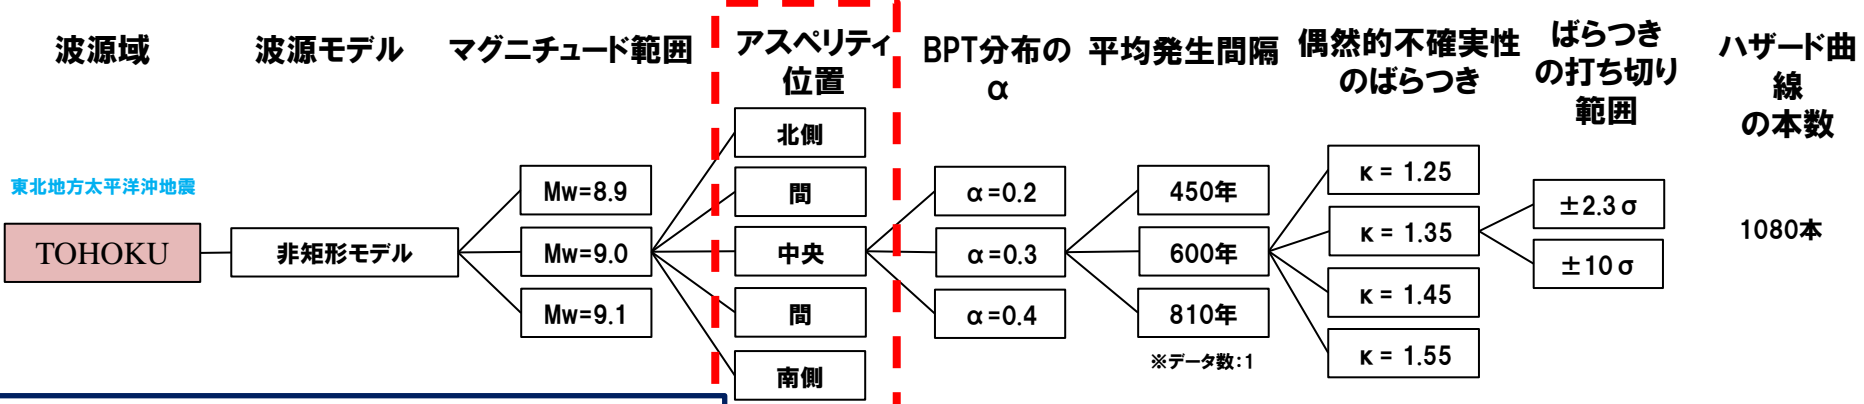 波源域
波源モデル
マグニチュード範囲
アスペリティ
位置
BPT分布の
α
平均発生間隔
偶然的不確実性
のばらつき
ばらつき
の打ち切り
範囲
ハザード曲
線
の本数
東北地方太平洋沖地震
TOHOKU
非矩形モデル
Mw=8.9
Mw=9.0
Mw=9.1
北側
間
中央
間
南側
α=0.2
α=0.3
α=0.4
450年
600年
810年
※データ数:1
κ = 1.25
κ = 1.35
κ = 1.45
κ = 1.55
±2.3σ
±10σ
1080本